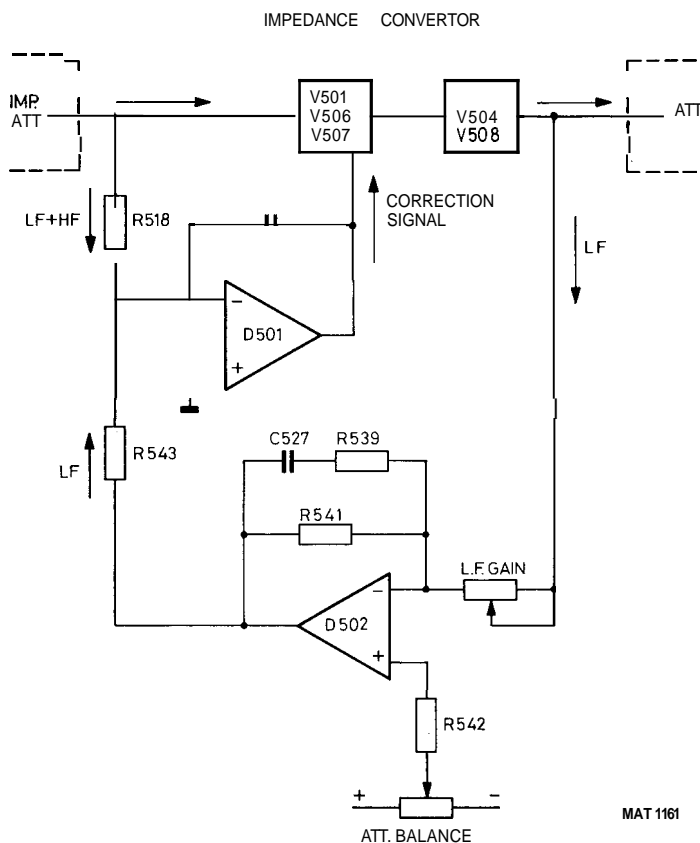 IMPEDANCE CONVERTOR
IMP.
ATT
V501
V506
V507
V504
V508
ATT
LF+HF
R518
CORRECTION
SIGNAL
LF
−
D501
+
R543
LF
C527
R539
R541
L.F. GAIN
−
D502
+
R542
+
−
ATT. BALANCE
MAT 1161